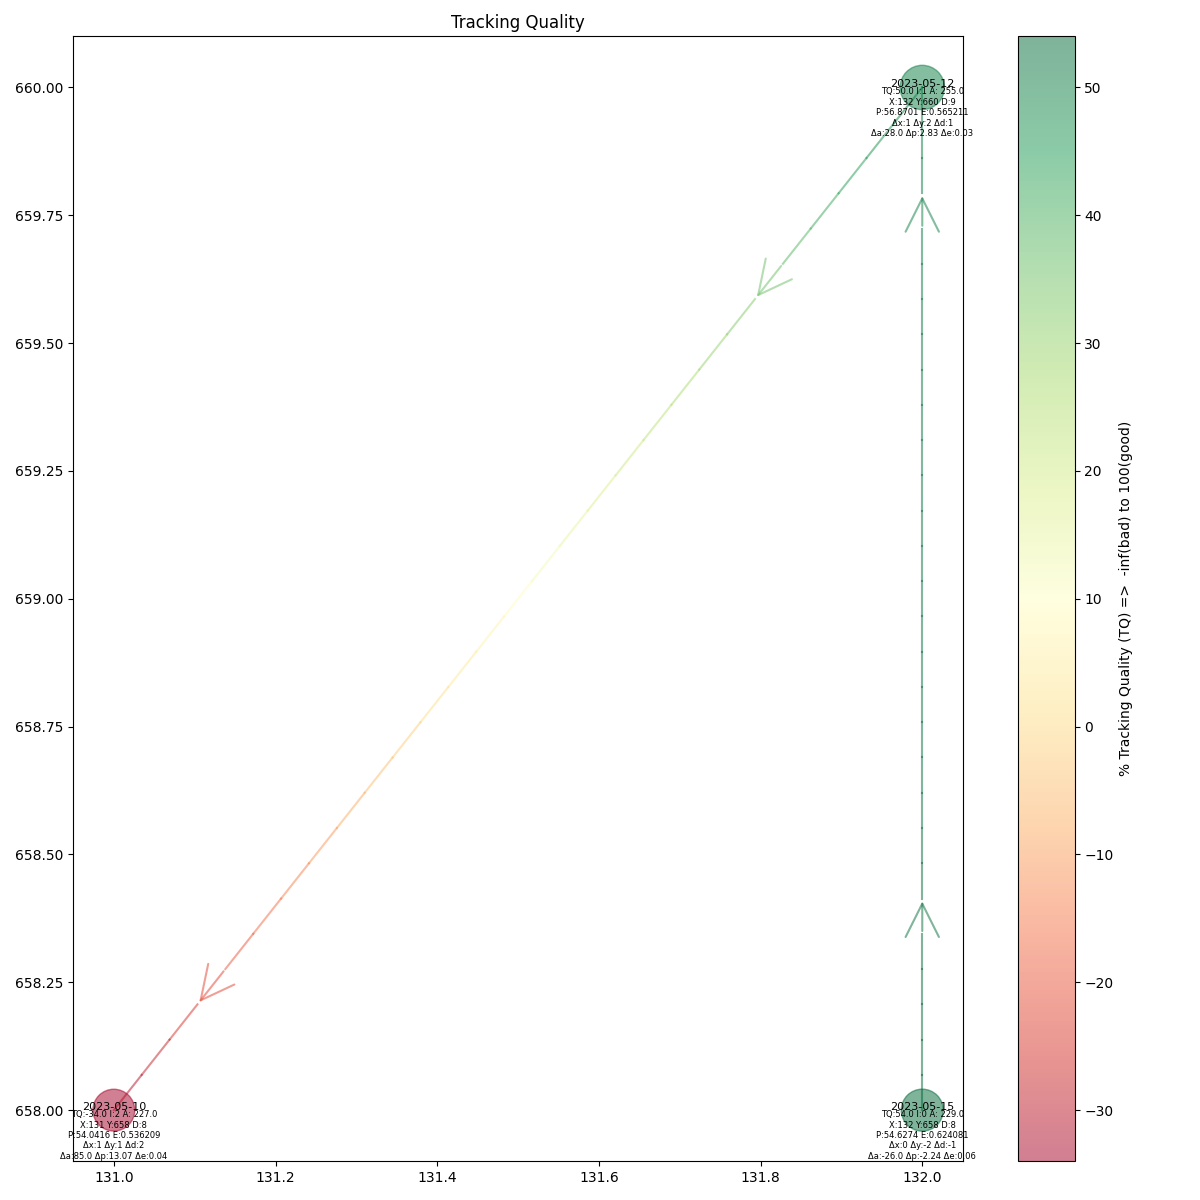 Tracking Quality
660.00
659.75
659.50
659.25
659.00
658.75
658.50
658.25
658.00
131.0
131.2
131.4
131.6
131.8
132.0
2023-05-12
TQ:50.0 I:1 A: 255.0
X:132 Y:660 D:9
P:56.8701 E:0.565211
Δx:1 Δy:2 Δd:1
Δa:28.0 Δp:2.83 Δe:0.03
2023-05-10
TQ:-34.0 I:2 A: 227.0
X:131 Y:658 D:8
P:54.0416 E:0.536209
Δx:1 Δy:1 Δd:2
Δa:85.0 Δp:13.07 Δe:0.04
2023-05-15
TQ:54.0 I:0 A: 229.0
X:132 Y:658 D:8
P:54.6274 E:0.624081
Δx:0 Δy:-2 Δd:-1
Δa:-26.0 Δp:-2.24 Δe:0.06
50
40
30
20
10
0
−10
−20
−30
% Tracking Quality (TQ) => -inf(bad) to 100(good)